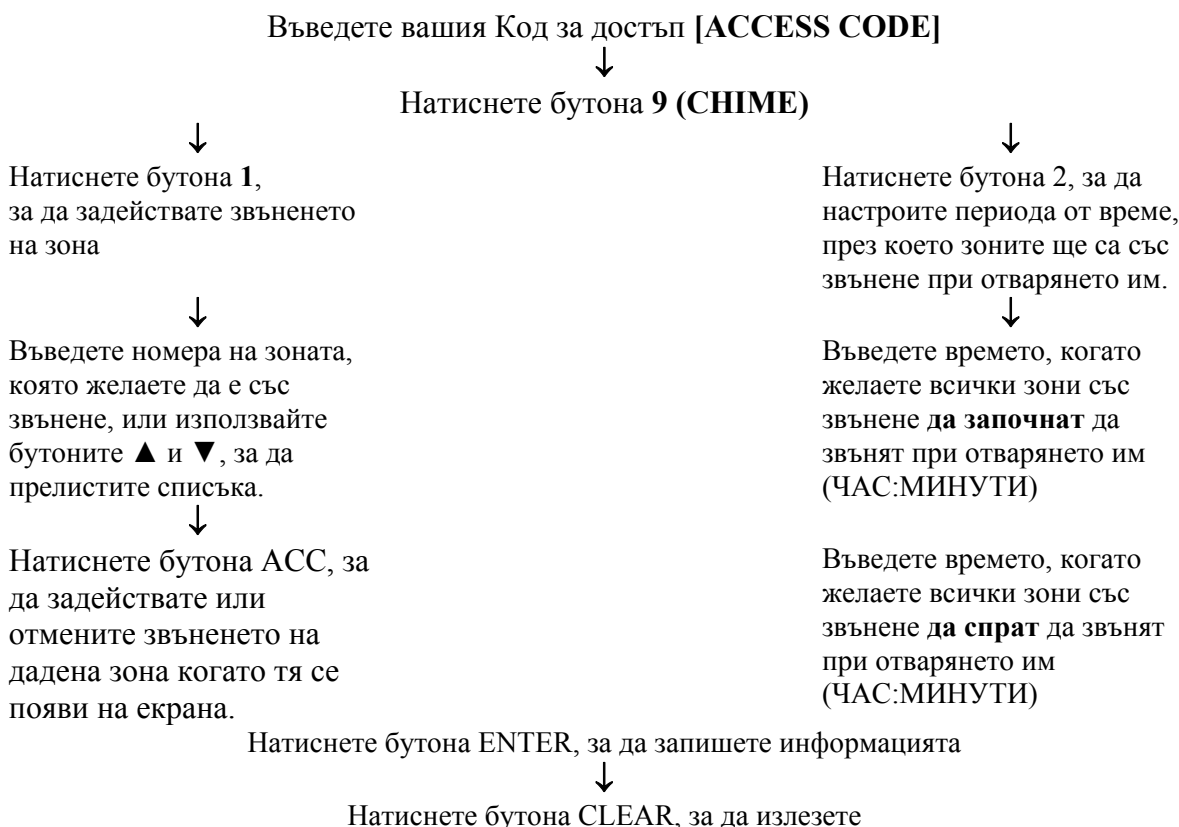 Въведете вашия Код за достъп [ACCESS CODE]
↓
Натиснете бутона 9 (CHIME)
↓
Натиснете бутона 1,
за да задействате звъненето
на зона
↓
Въведете номера на зоната,
която желаете да е със
звънене, или използвайте
бутоните ▲ и ▼, за да
прелистите списъка.
↓
Натиснете бутона ACC, за
да задействате или
отмените звъненето на
дадена зона когато тя се
появи на екрана.
↓
Натиснете бутона 2, за да
настроите периода от време,
през което зоните ще са със
звънене при отварянето им.
↓
Въведете времето, когато
желаете всички зони със
звънене да започнат да
звънят при отварянето им
(ЧАС:МИНУТИ)
Въведете времето, когато
желаете всички зони със
звънене да спрат да звънят
при отварянето им
(ЧАС:МИНУТИ)
Натиснете бутона ENTER, за да запишете информацията
↓
Натиснете бутона CLEAR, за да излезете